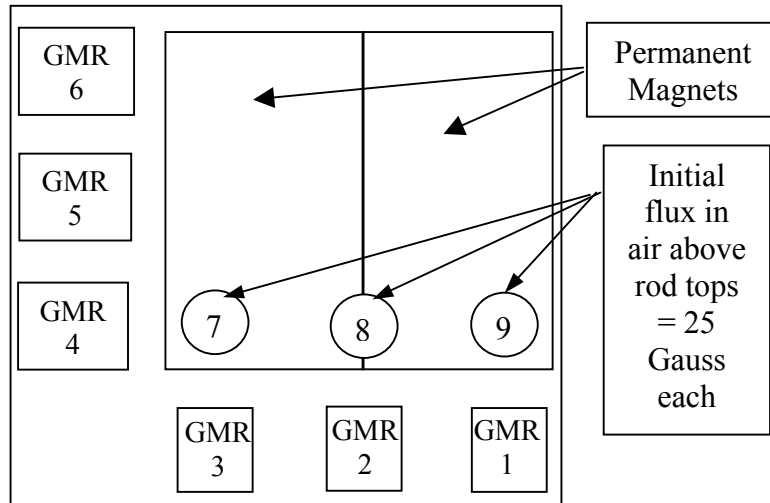 GMR
6
GMR
5
GMR
4
7
8
9
GMR
3
GMR
2
GMR
1
Permanent
Magnets
Initial
flux in
air above
rod tops
= 25
Gauss
each